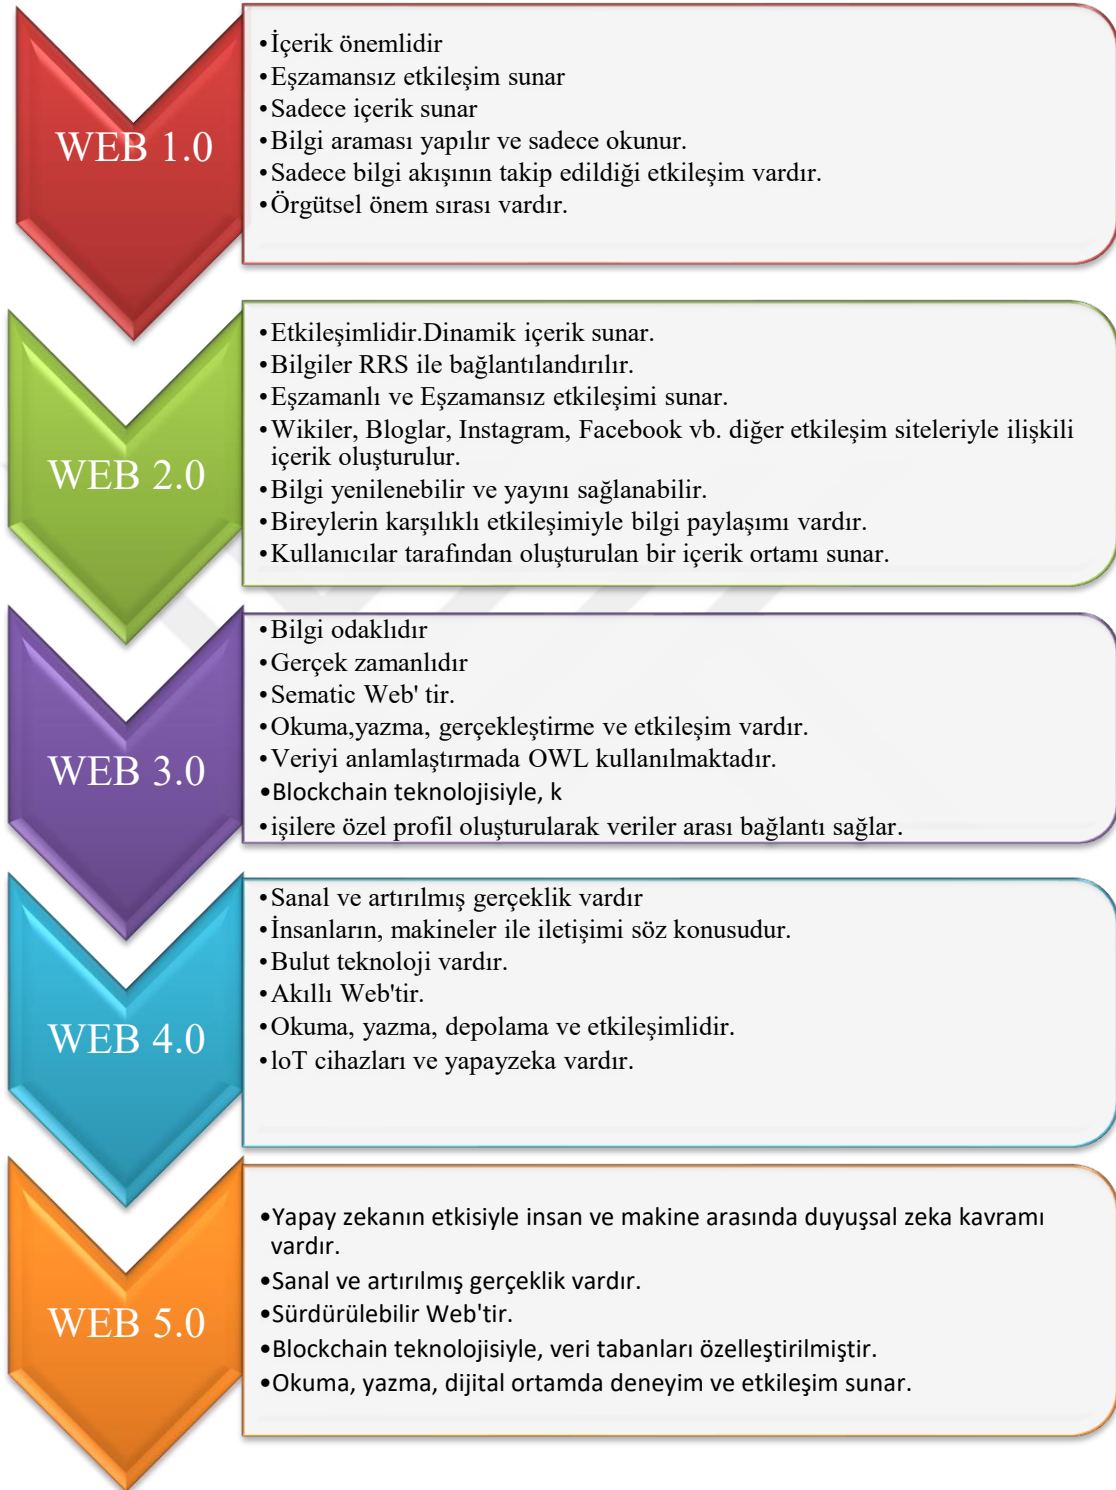 WEB 1.0
•İçerik önemlidir
•Eşzamansız etkileşim sunar
•Sadece içerik sunar
•Bilgi araması yapılır ve sadece okunur.
•Sadece bilgi akışının takip edildiği etkileşim vardır.
•Örgütsel önem sırası vardır.
WEB 2.0
•Etkileşimlidir.Dinamik içerik sunar.
•Bilgiler RRS ile bağlantılandırılır.
•Eşzamanlı ve Eşzamansız etkileşimi sunar.
•Wikiler, Bloglar, Instagram, Facebook vb. diğer etkileşim siteleriyle ilişkili
içerik oluşturulur.
•Bilgi yenilenebilir ve yayını sağlanabilir.
•Bireylerin karşılıklı etkileşimiyle bilgi paylaşımı vardır.
•Kullanıcılar tarafından oluşturulan bir içerik ortamı sunar.
WEB 3.0
•Bilgi odaklıdır
•Gerçek zamanlıdır
•Sematic Web' tir.
•Okuma,yazma, gerçekleştirme ve etkileşim vardır.
•Veriyi anlamlaştırmada OWL kullanılmaktadır.
•Blockchain teknolojisiyle, k
•işilere özel profil oluşturularak veriler arası bağlantı sağlar.
WEB 4.0
•Sanal ve artırılmış gerçeklik vardır
•İnsanların, makineler ile iletişimi söz konusudur.
•Bulut teknoloji vardır.
•Akıllı Web'tir.
•Okuma, yazma, depolama ve etkileşimlidir.
•loT cihazları ve yapayzeka vardır.
WEB 5.0
•Yapay zekanın etkisiyle insan ve makine arasında duyuşsal zeka kavramı
vardır.
•Sanal ve artırılmış gerçeklik vardır.
•Sürdürülebilir Web'tir.
•Blockchain teknolojisiyle, veri tabanları özelleştirilmiştir.
•Okuma, yazma, dijital ortamda deneyim ve etkileşim sunar.